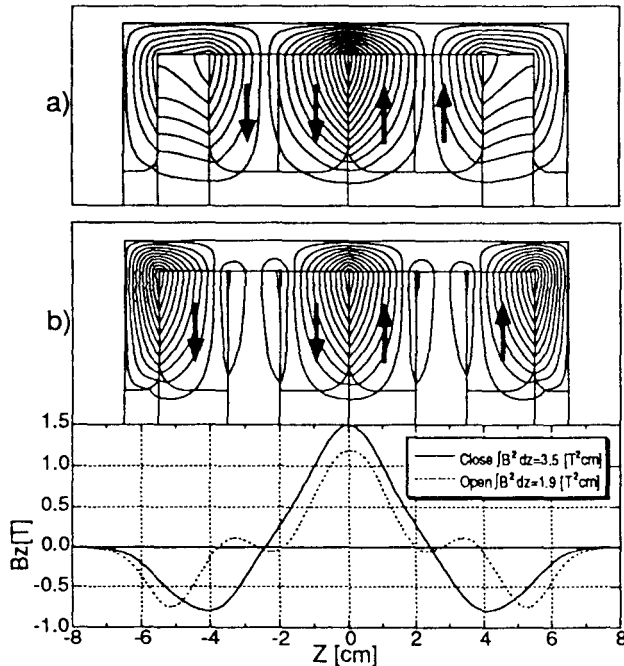 a)
b)
1.5
1.0
0.5
0.0
-0.5
-1.0
Bz[T]
Close ∫B² dz=3.5 [T²cm]
Open ∫B² dz=1.9 [T²cm]
-8 -6 -4 -2 0 2 4 6 8
Z [cm]